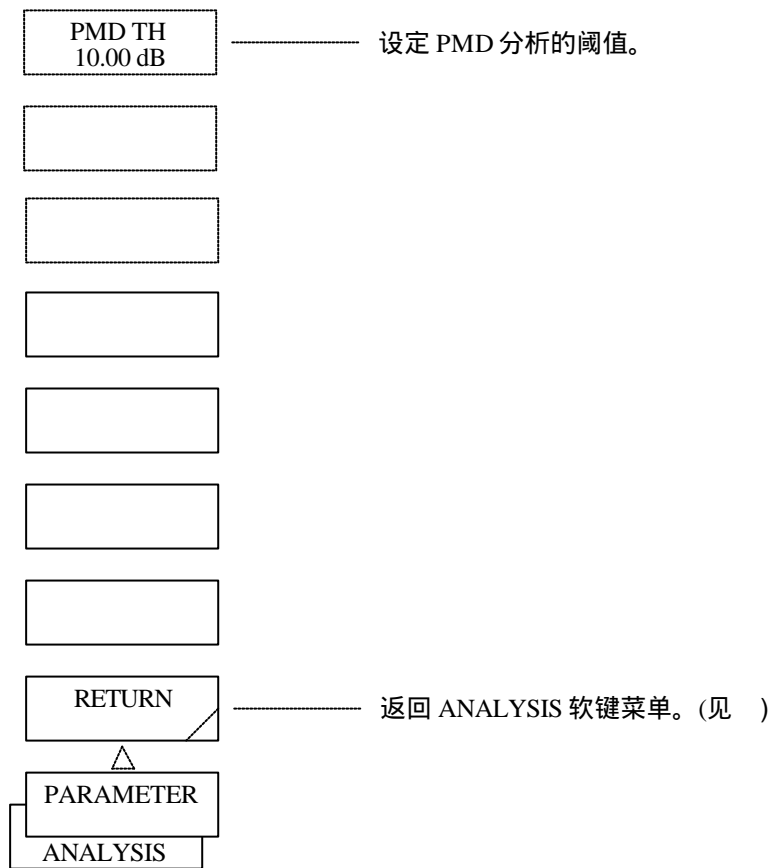 PMD TH
10.00 dB
设定 PMD 分析的阈值。
RETURN
返回 ANALYSIS 软键菜单。(见 )
PARAMETER
ANALYSIS